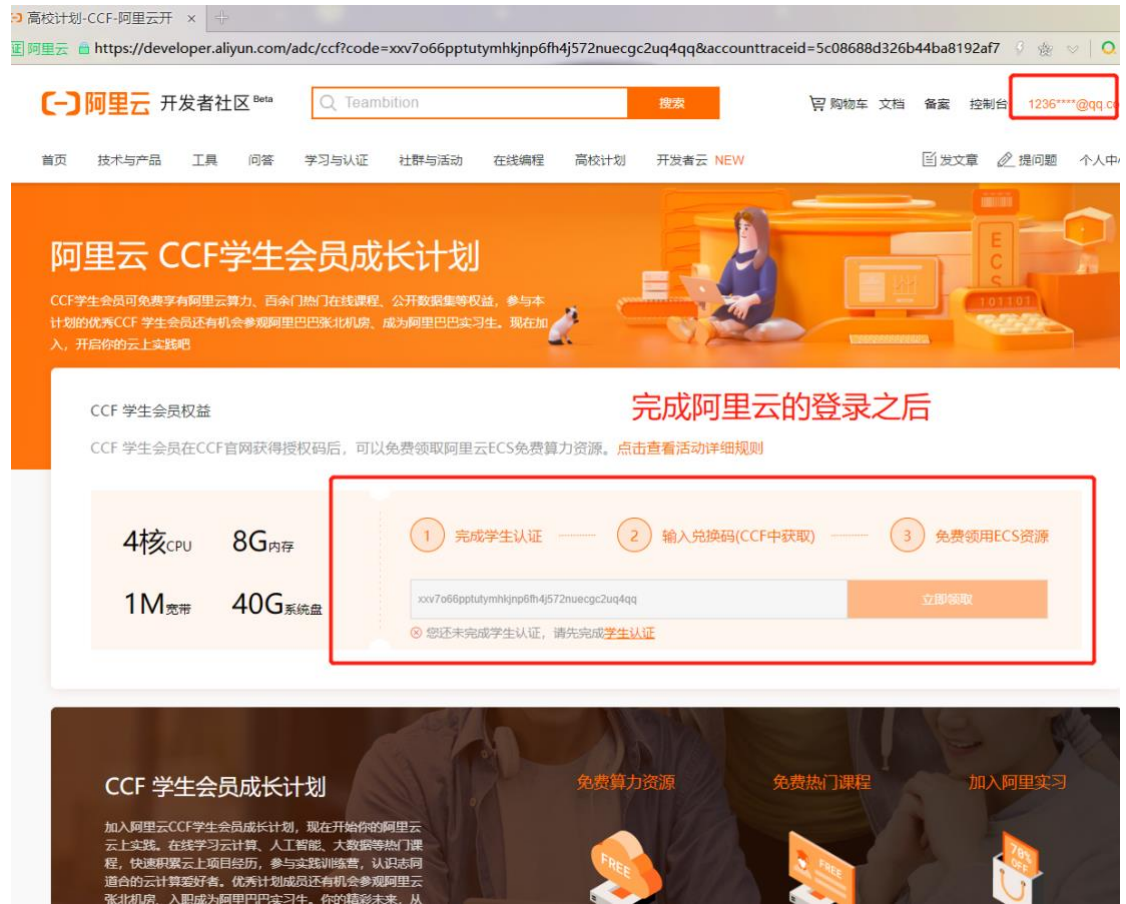 高校计划-CCF-阿里云开
阿里云 https://developer.aliyun.com/adc/ccf?code=xxv7o66pptutymhkjnp6fh4j572nuecgc2uq4qq&accounttraceid=5c08688d326b44ba8192af7
阿里云 开发者社区 Beta Teambition 搜索 购物车 文档 备案 控制台 1236****@qq.co
首页 技术与产品 工具 问答 学习与认证 社群与活动 在线编程 高校计划 开发者云 NEW 发文章 提问题 个人中
阿里云 CCF学生会员成长计划
CCF学生会员可免费享有阿里云算力、百余门热门在线课程、公开数据集等权益，参与本
计划的优秀CCF 学生会员还有机会参观阿里巴巴张北机房、成为阿里巴巴实习生。现在加
入，开启你的云上实践吧
ECS
101101
CCF 学生会员权益
完成阿里云的登录之后
CCF 学生会员在CCF官网获得授权码后，可以免费领取阿里云ECS免费算力资源。点击查看活动详细规则
4核CPU 8G内存
1 完成学生认证 2 输入兑换码(CCF中获取) 3 免费领用ECS资源
1M宽带 40G系统盘
xxv7o66pptutymhkjnp6fh4j572nuecgc2uq4qq 立即领取
您还未完成学生认证，请先完成学生认证
CCF 学生会员成长计划
免费算力资源 免费热门课程 加入阿里实习
加入阿里云CCF学生会员成长计划，现在开始你的阿里云
云上实践。在线学习云计算、人工智能、大数据等热门课
程，快速积累云上项目经历，参与实践训练营，认识志同
道合的云计算爱好者。优秀计划成员还有机会参观阿里云
张北机房、入职成为阿里巴巴实习生。你的精彩未来，从
FREE
FREE
70% OFF